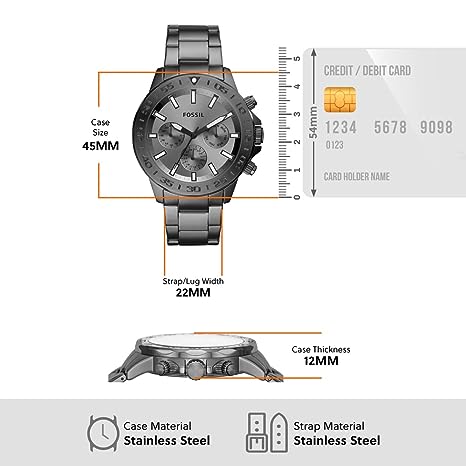 CREDIT / DEBIT CARD
1234 5678 9098
0123
CARD HOLDER NAME
5
4
3
2
1
0
54mm
Case
Size
45MM
FOSSIL
Strap/Lug Width
22MM
Case Thickness
12MM
Case Material
Stainless Steel
Strap Material
Stainless Steel